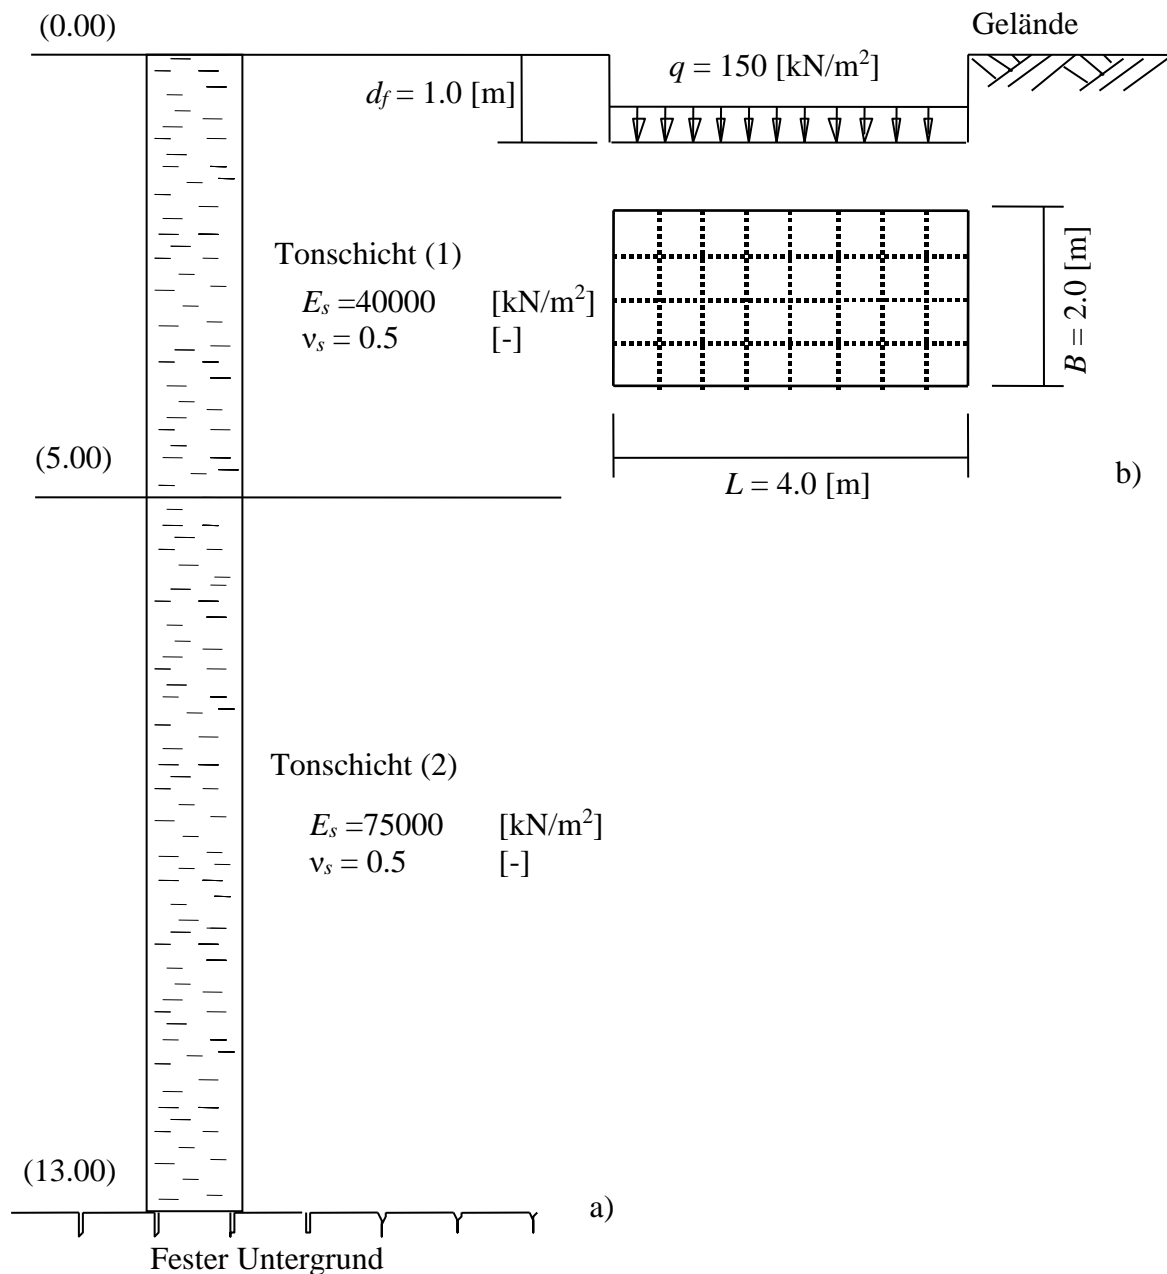 (0.00)
Gelände
q = 150 [kN/m²]
d_f = 1.0 [m]
Tonschicht (1)
E_s =40000 [kN/m²]
ν_s = 0.5 [-]
B = 2.0 [m]
(5.00)
L = 4.0 [m]
b)
Tonschicht (2)
E_s =75000 [kN/m²]
ν_s = 0.5 [-]
(13.00)
a)
Fester Untergrund